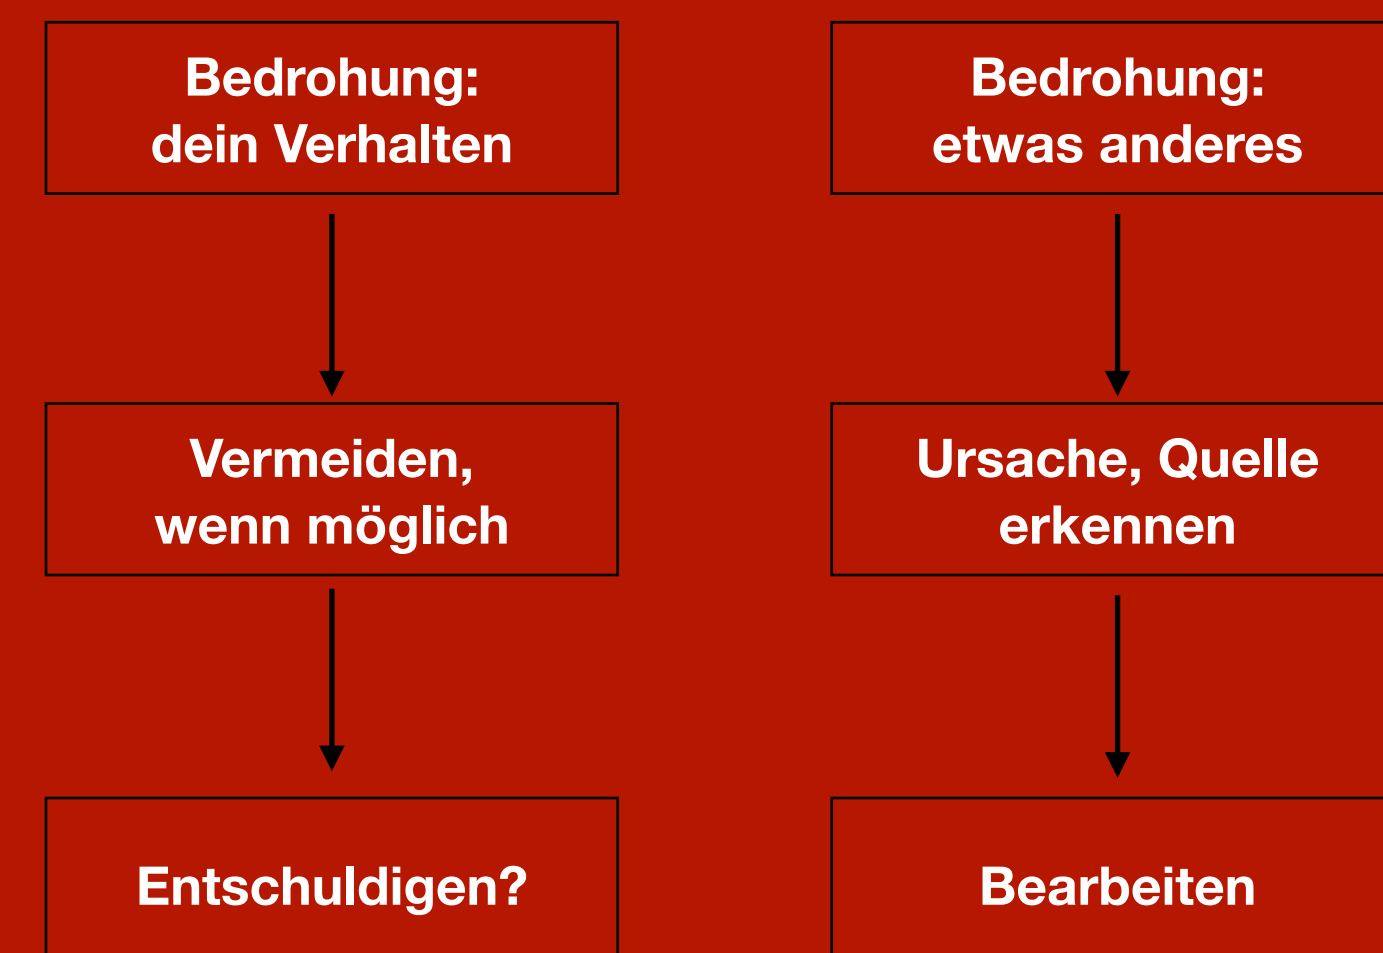 Bedrohung:
dein Verhalten
Bedrohung:
etwas anderes
Vermeiden,
wenn möglich
Ursache, Quelle
erkennen
Entschuldigen?
Bearbeiten